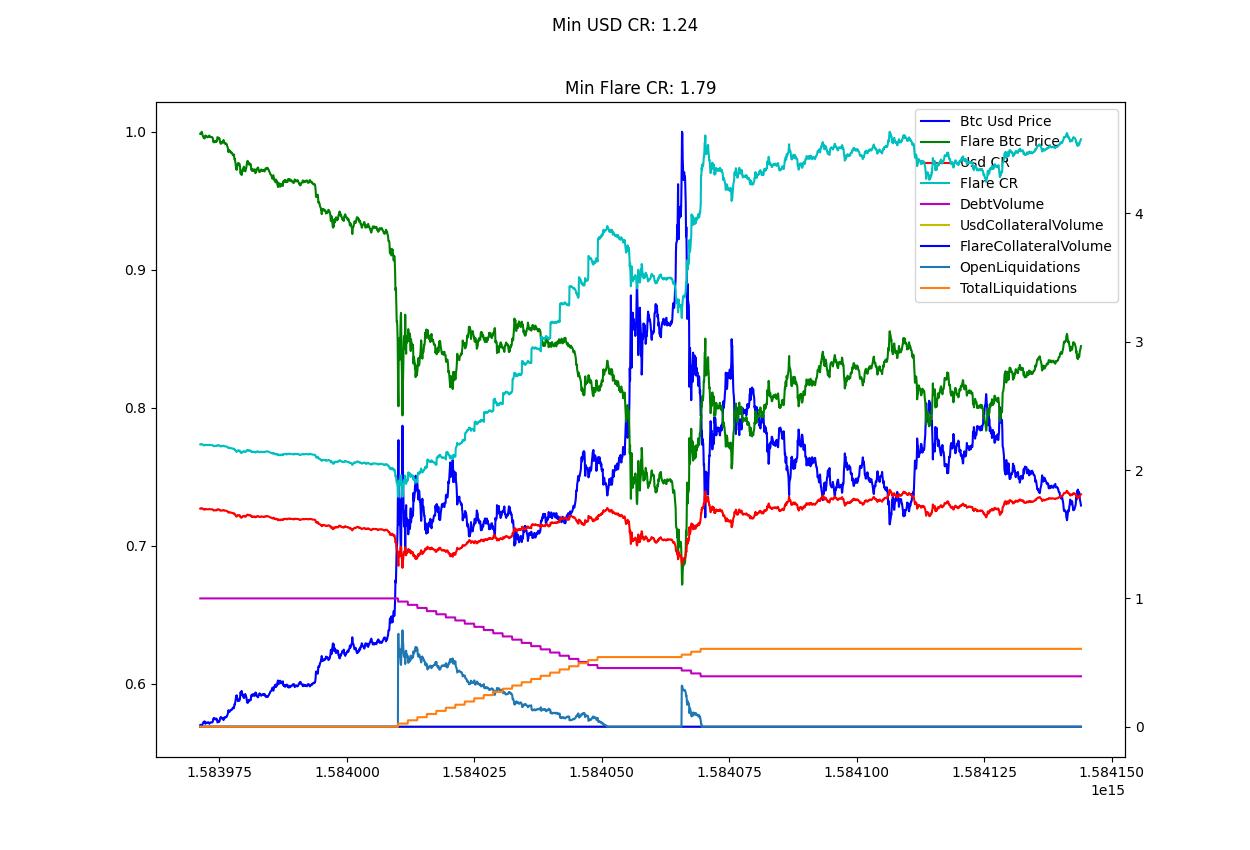 Min USD CR: 1.24
Min Flare CR: 1.79
Btc Usd Price
Flare Btc Price
Usd CR
Flare CR
DebtVolume
UsdCollateralVolume
FlareCollateralVolume
OpenLiquidations
TotalLiquidations
1.0
0.9
0.8
0.7
0.6
4
3
2
1
0
1.583975 1.584000 1.584025 1.584050 1.584075 1.584100 1.584125 1.584150
1e15